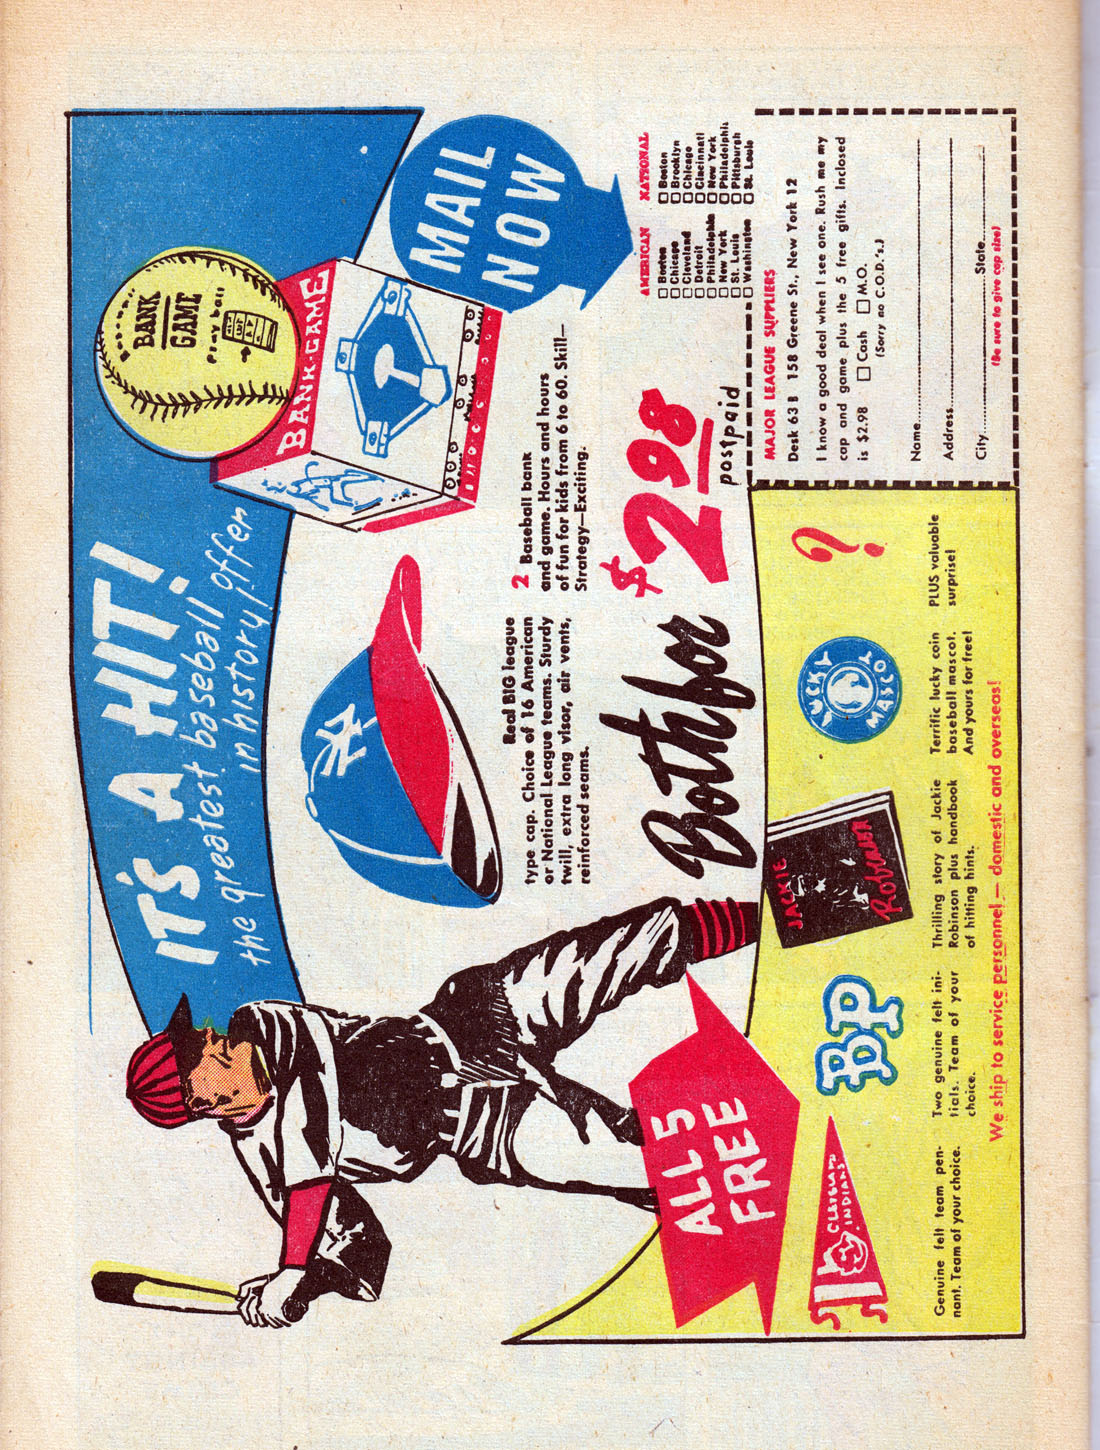 IT'S A HIT!
the greatest baseball offer
in history!
BANK
GAME
Play ball
BANK-GAME
MAIL
NOW
Real BIG league
type cap. Choice of 16 American
or National League teams. Sturdy
twill, extra long visor, air vents,
reinforced seams.
2 Baseball bank
and game. Hours and hours
of fun for kids from 6 to 60. Skill—
Strategy—Exciting.
Both for $2.98
postpaid
AMERICAN
Boston
Chicago
Cleveland
Detroit
Philadelphia
New York
St. Louis
Washington
NATIONAL
Boston
Brooklyn
Chicago
Cincinnati
New York
Philadelphia
Pittsburgh
St. Louis
MAJOR LEAGUE SUPPLIERS
Desk 63 B 158 Greene St., New York 12
I know a good deal when I see one. Rush me my
cap and game plus the 5 free gifts. Inclosed
is $2.98 □ Cash □ M.O.
(Sorry no C.O.D.'s.)
Name
Address
City State
(Be sure to give cap size)
ALL 5
FREE
CLEVELAND
INDIANS
Genuine felt team pen-
nant. Team of your choice.
BP
Two genuine felt ini-
tials. Team of your
choice.
JACKIE
Robinson
Thrilling story of Jackie
Robinson plus handbook
of hitting hints.
LUCKY
MASCOT
Terrific lucky coin
baseball mascot.
And yours for free!
?
PLUS valuable
surprise!
We ship to service personnel — domestic and overseas!